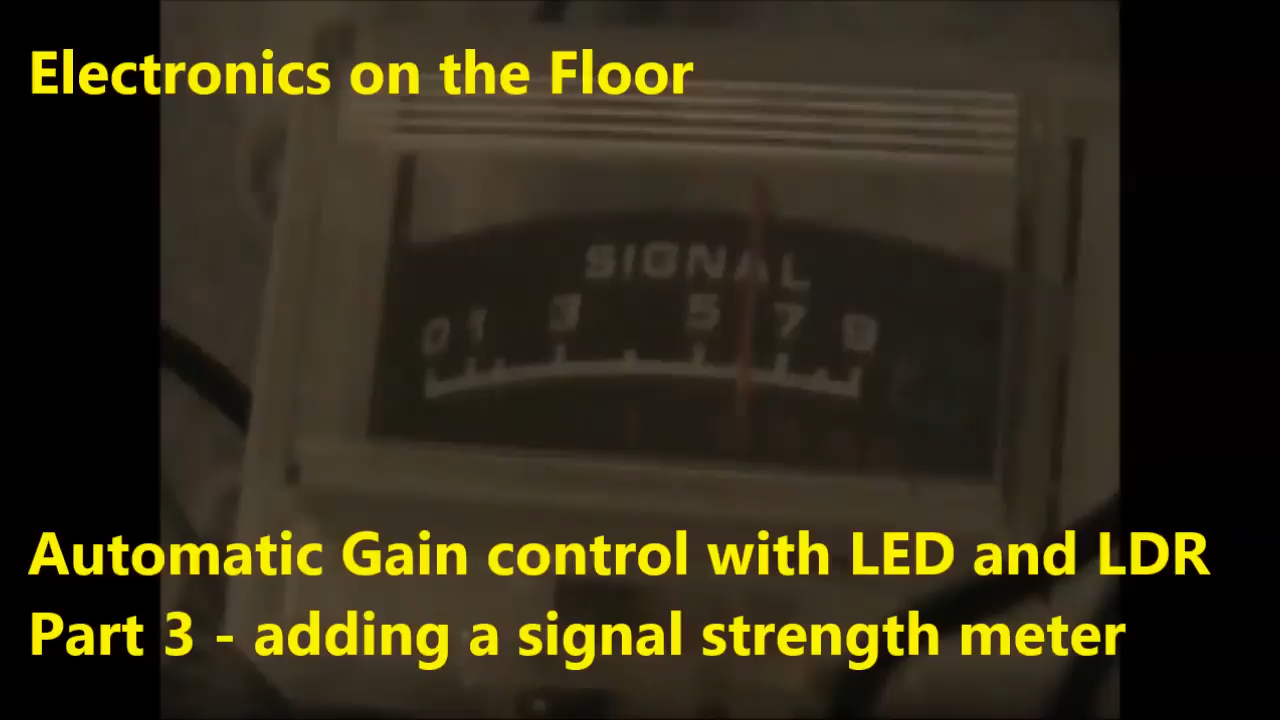 Electronics on the Floor
SIGNAL
0 1 3 5 7 9
Automatic Gain control with LED and LDR
Part 3 - adding a signal strength meter